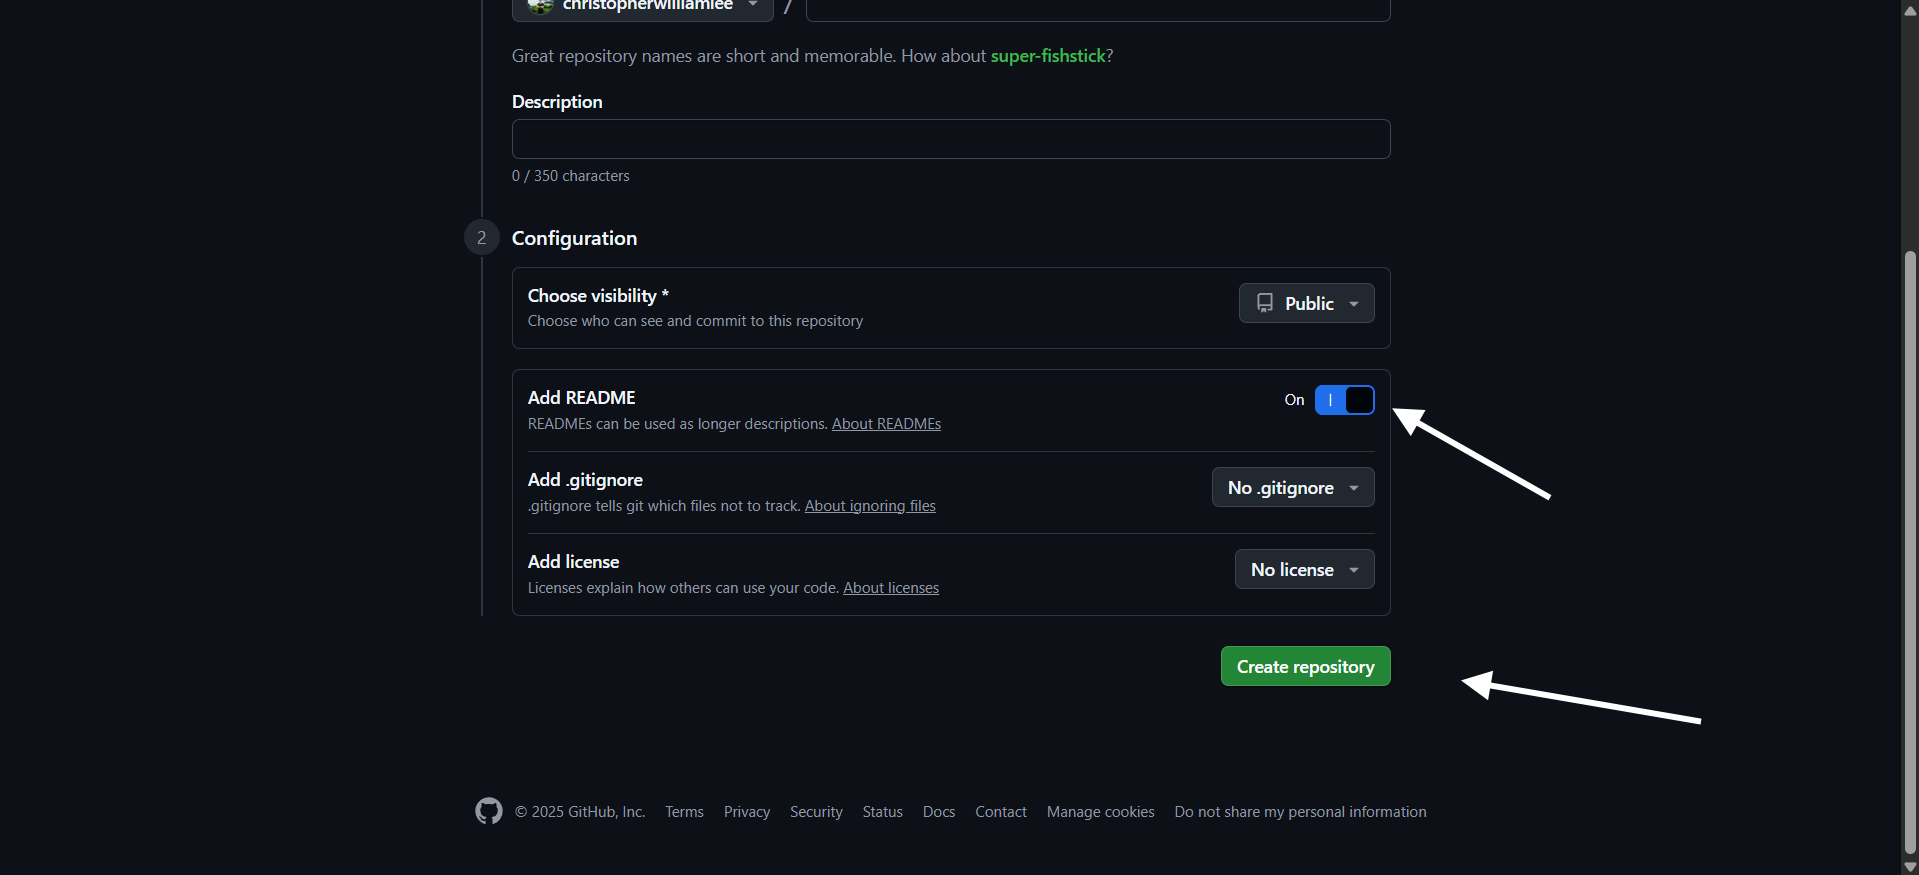 christopherwilliamlee /
Great repository names are short and memorable. How about super-fishstick?
Description
0 / 350 characters
2 Configuration
Choose visibility *
Choose who can see and commit to this repository
Public
Add README
READMEs can be used as longer descriptions. About READMEs
On
Add .gitignore
.gitignore tells git which files not to track. About ignoring files
No .gitignore
Add license
Licenses explain how others can use your code. About licenses
No license
Create repository
© 2025 GitHub, Inc. Terms Privacy Security Status Docs Contact Manage cookies Do not share my personal information